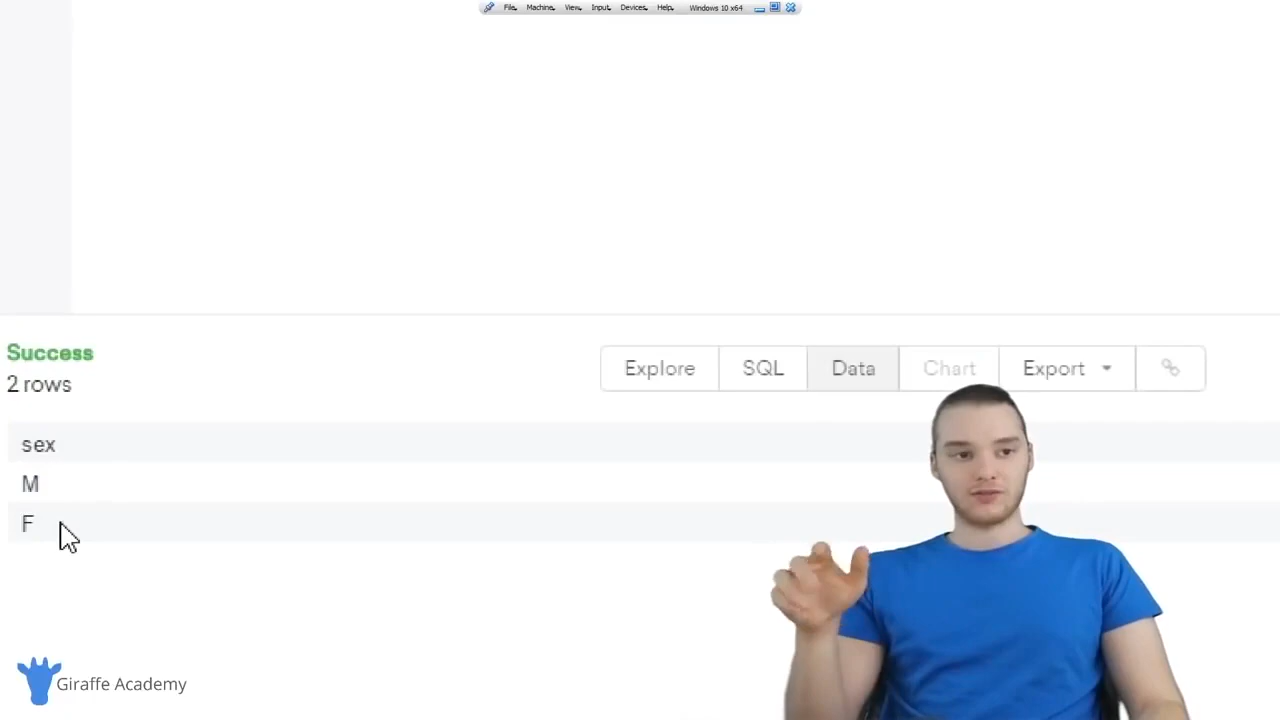 File Machine View Input Devices Help Windows 10 x64
Success
2 rows
Explore SQL Data Chart Export
sex
M
F
Giraffe Academy